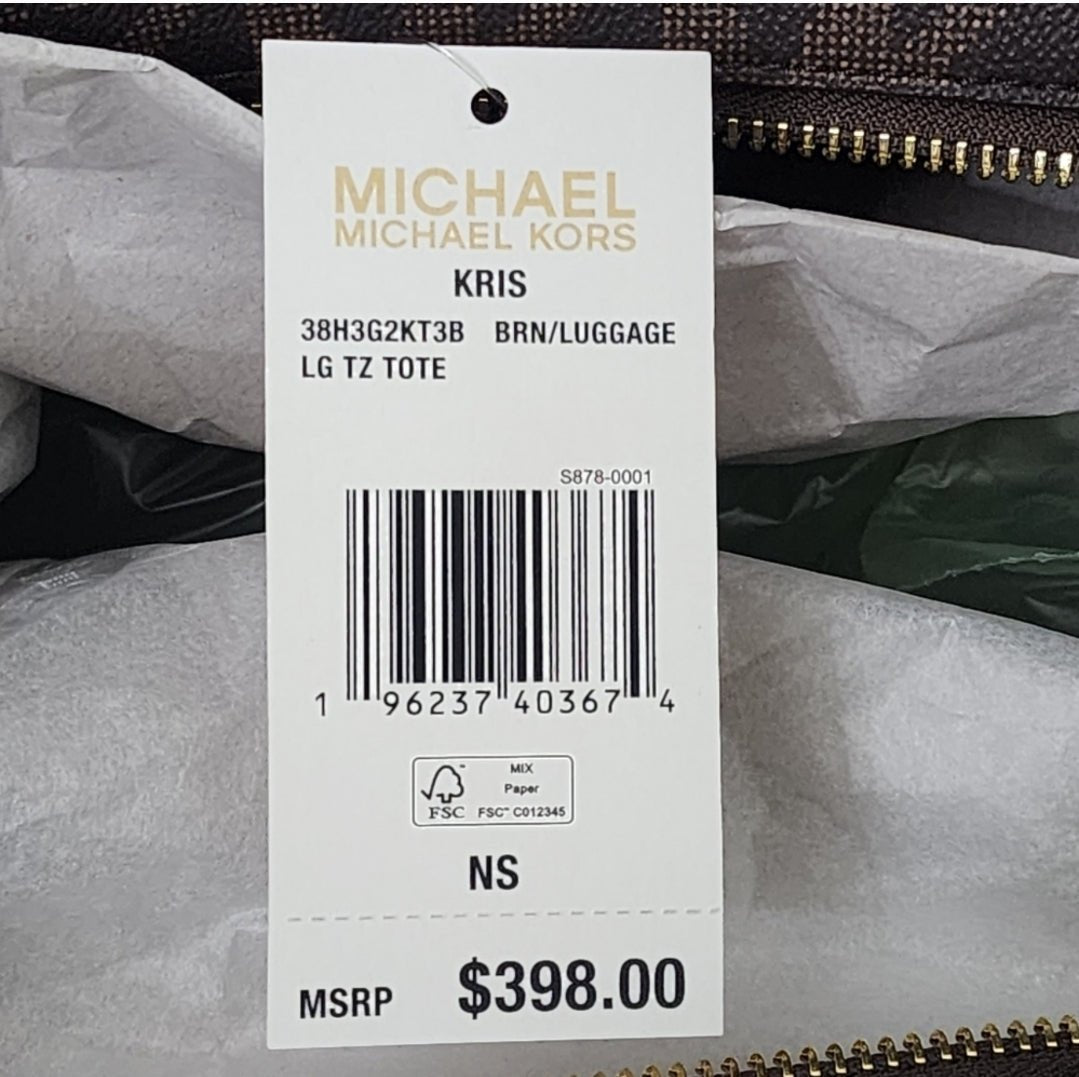 MICHAEL
MICHAEL KORS
KRIS
38H3G2KT3B BRN/LUGGAGE
LG TZ TOTE
S878-0001
1 96237 40367 4
MIX
Paper
FSC™ C012345
FSC
NS
MSRP $398.00